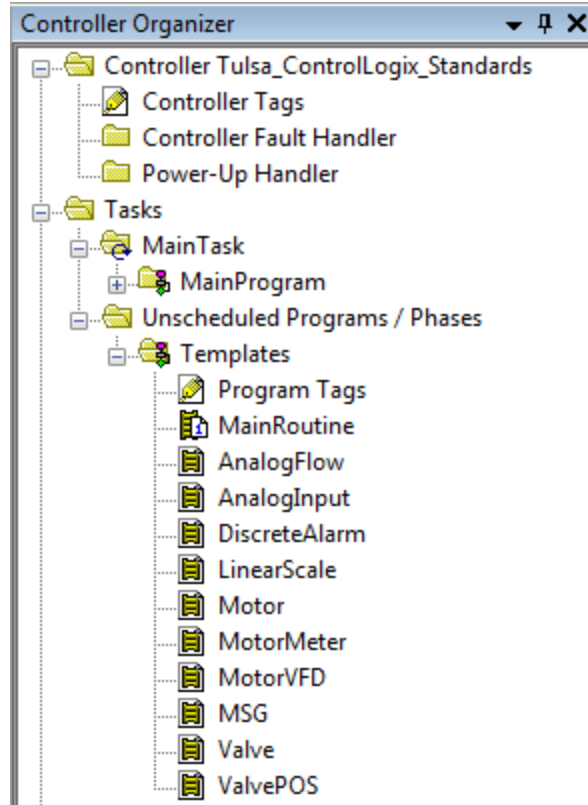 Controller Organizer
Controller Tulsa_ControlLogix_Standards
Controller Tags
Controller Fault Handler
Power-Up Handler
Tasks
MainTask
MainProgram
Unscheduled Programs / Phases
Templates
Program Tags
MainRoutine
AnalogFlow
AnalogInput
DiscreteAlarm
LinearScale
Motor
MotorMeter
MotorVFD
MSG
Valve
ValvePOS